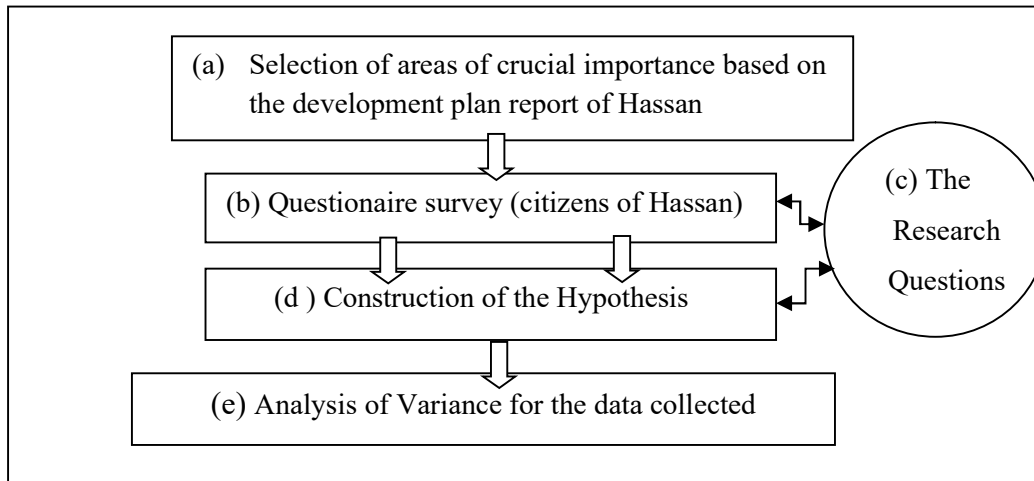 (a) Selection of areas of crucial importance based on
the development plan report of Hassan
(b) Questionaire survey (citizens of Hassan)
(c) The
Research
Questions
(d ) Construction of the Hypothesis
(e) Analysis of Variance for the data collected